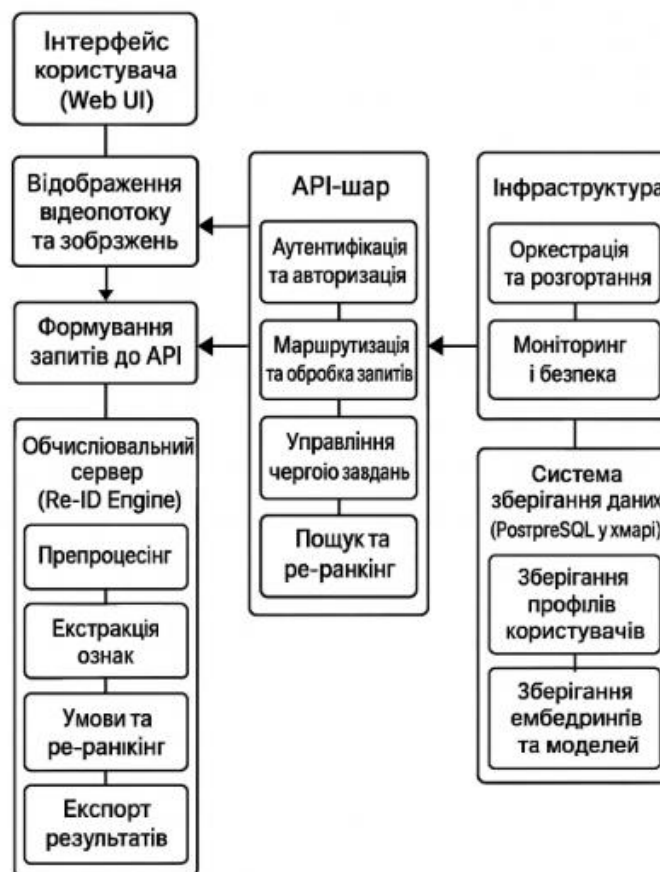 Інтерфейс
користувача
(Web UI)
Відображення
відеопотоку
та зобрзжень
Формування
запитів до API
Обчисліовальний
сервер
(Re-ID Engine)
Препроцесінг
Екстракція
ознак
Умови та
ре-ранікінг
Експорт
результатів
API-шар
Аутентифікація
та авторизація
Маршрутизація
та обробка запитів
Управління
чергоіо завдань
Пощук та
ре-ранкінг
Інфраструктура
Оркестрація
та розгортання
Моніторинг
і безпека
Система
зберігання даних
(PostpreSQL у хмарі)
Зберігання
профілів
користувачів
Зберігання
ембедрингів
та моделей